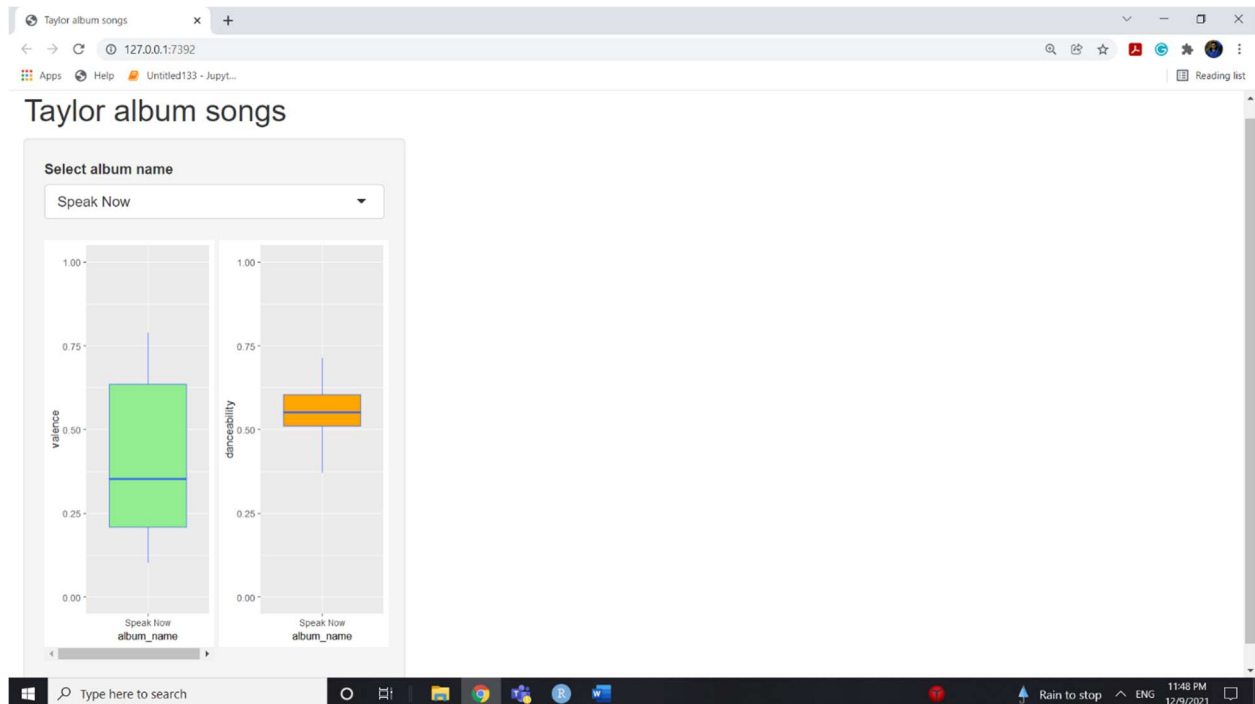 Taylor album songs
127.0.0.1:7392
Apps Help Untitled133 - Jupyt... Reading list
Taylor album songs
Select album name
Speak Now
1.00
0.75
0.50
0.25
0.00
valence
Speak Now
album_name
1.00
0.75
0.50
0.25
0.00
danceability
Speak Now
album_name
Type here to search
Rain to stop ENG
11:48 PM
12/9/2021